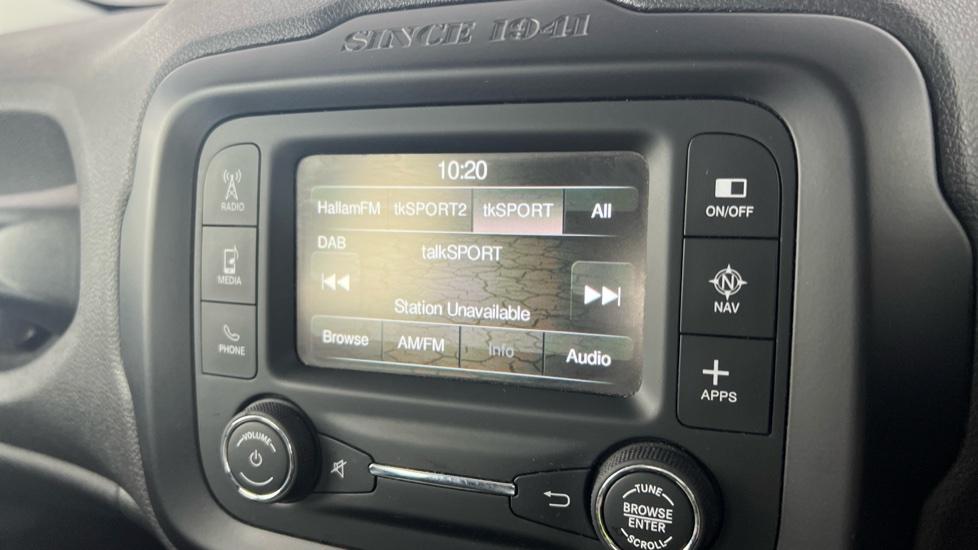 SINCE 1941
10:20
HallamFM tkSPORT2 tkSPORT All
DAB
talkSPORT
Station Unavailable
Browse AM/FM Info Audio
RADIO
MEDIA
PHONE
ON/OFF
N
NAV
APPS
VOLUME
TUNE
BROWSE
ENTER
SCROLL